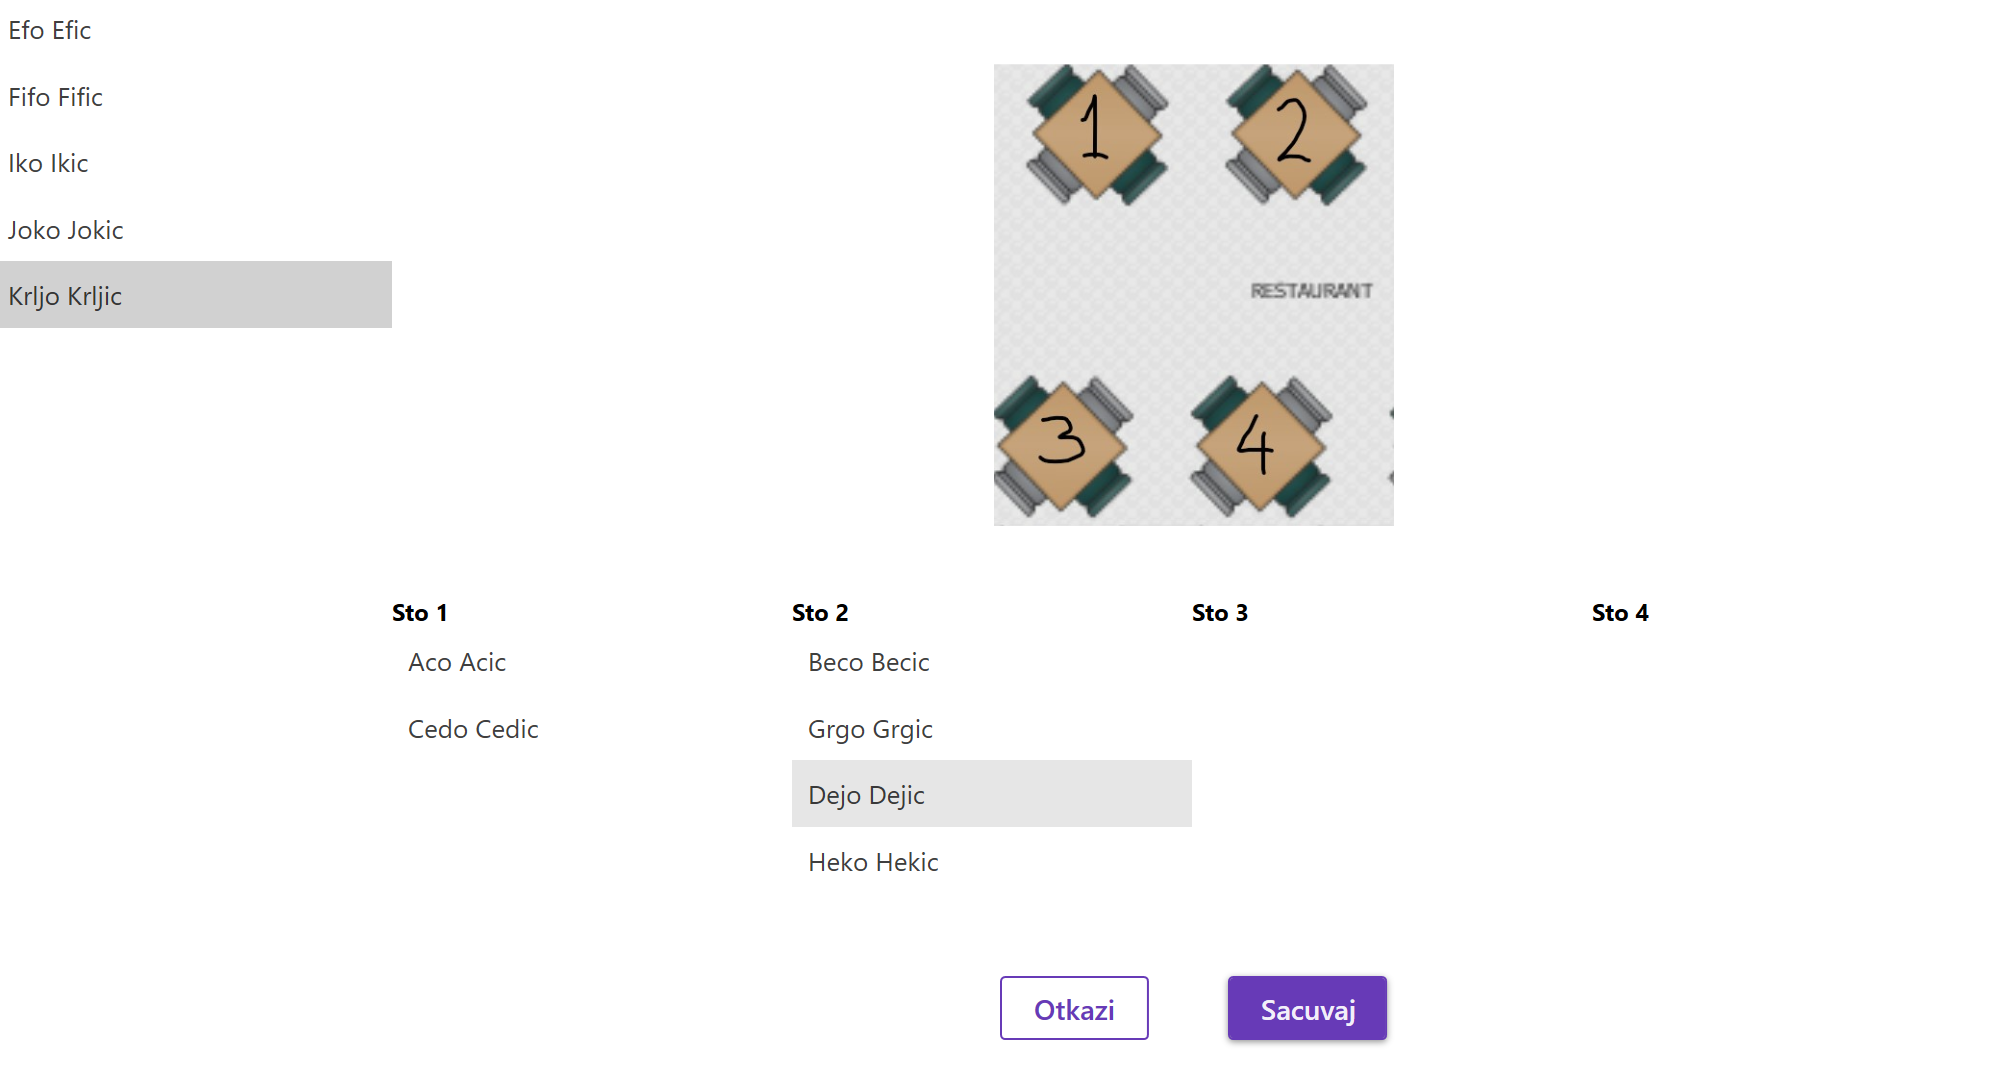 Efo Efic
Fifo Fific
Iko Ikic
Joko Jokic
Krljo Krljic
1
2
RESTAURANT
3
4
Sto 1
Aco Acic
Cedo Cedic
Sto 2
Beco Becic
Grgo Grgic
Dejo Dejic
Heko Hekic
Sto 3
Sto 4
Otkazi
Sacuvaj